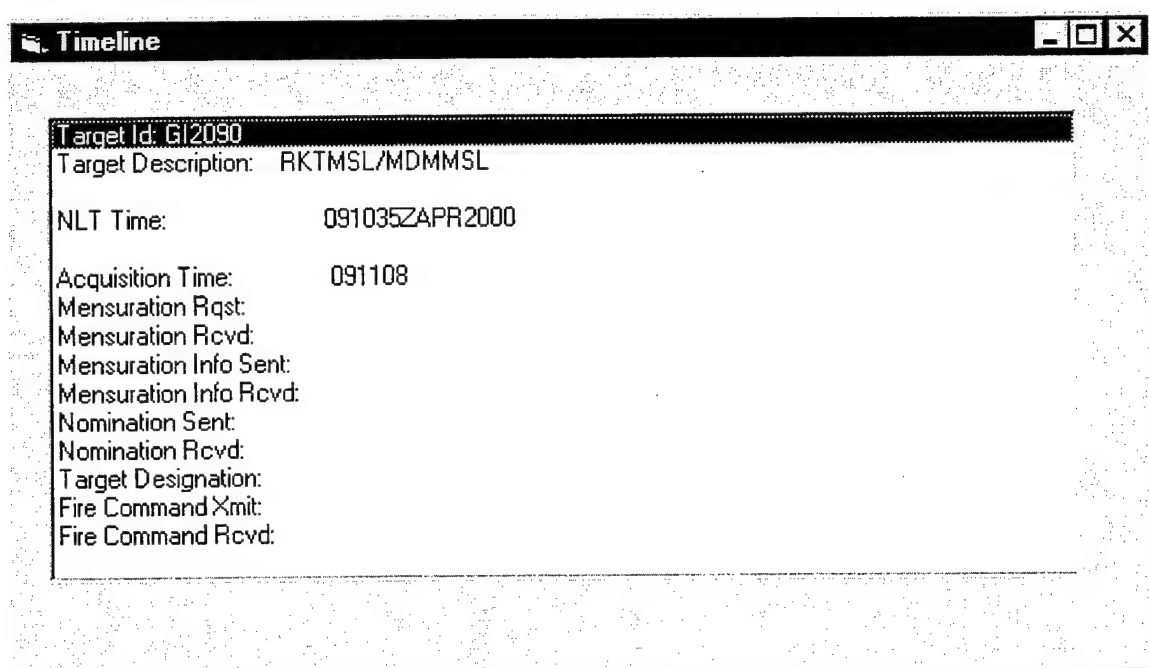 Timeline
Target Id: GI2090
Target Description: RKTMSL/MDMMSL
NLT Time: 091035ZAPR2000
Acquisition Time: 091108
Mensuration Rqst:
Mensuration Rcvd:
Mensuration Info Sent:
Mensuration Info Rcvd:
Nomination Sent:
Nomination Rcvd:
Target Designation:
Fire Command Xmit:
Fire Command Rcvd: